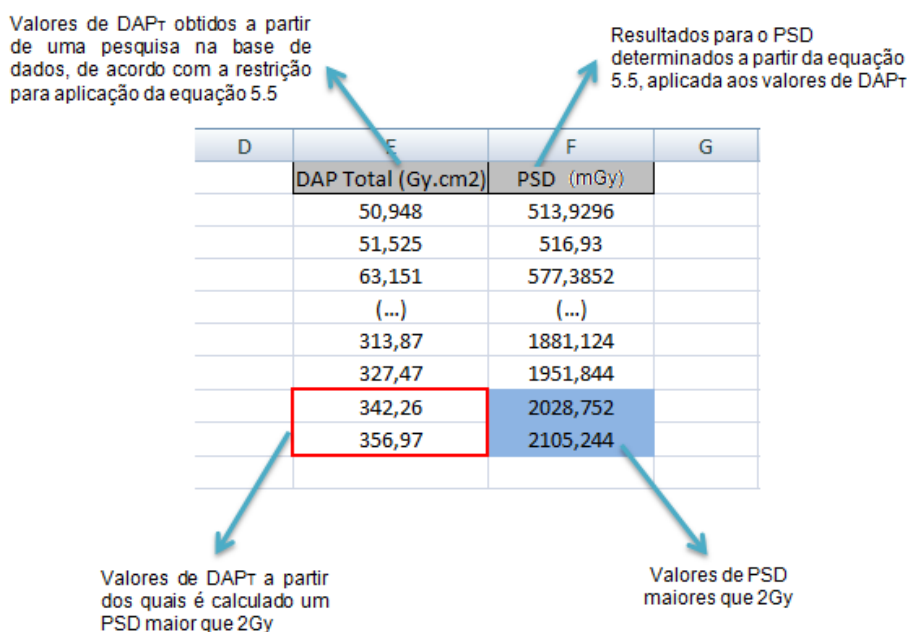 Valores de DAPT obtidos a partir
de uma pesquisa na base de
dados, de acordo com a restrição
para aplicação da equação 5.5
Resultados para o PSD
determinados a partir da equação
5.5, aplicada aos valores de DAPT
D E F G
DAP Total (Gy.cm2) PSD (mGy)
50,948 513,9296
51,525 516,93
63,151 577,3852
(...) (...)
313,87 1881,124
327,47 1951,844
342,26 2028,752
356,97 2105,244
Valores de DAPT a partir
dos quais é calculado um
PSD maior que 2Gy
Valores de PSD
maiores que 2Gy